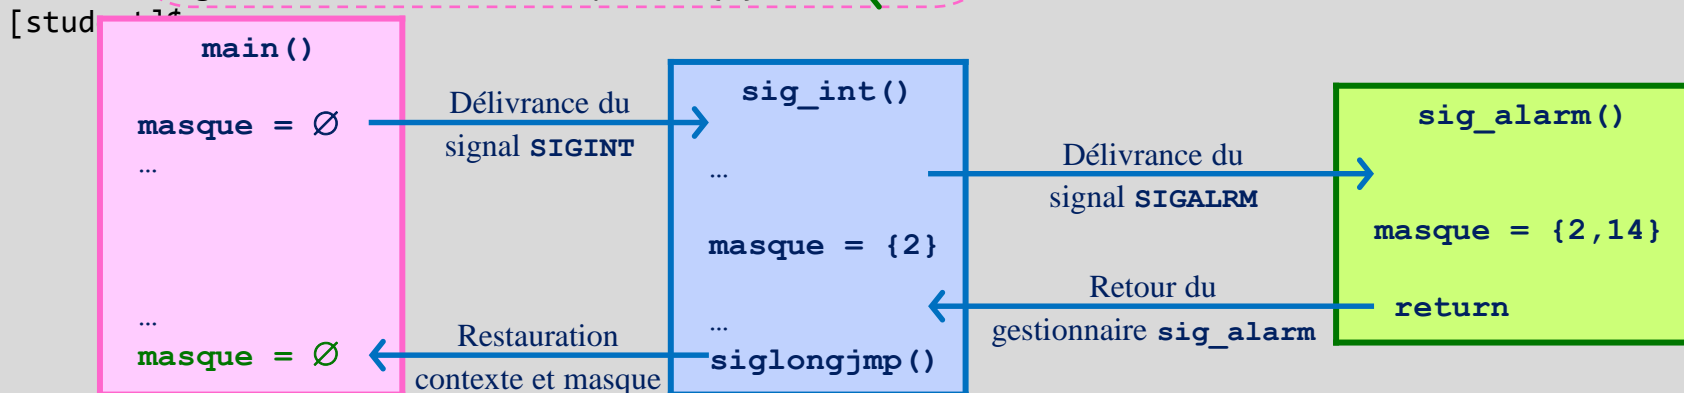 [stud
main()
masque = ∅
...
...
masque = ∅
Délivrance du
signal SIGINT
Restauration
contexte et masque
sig_int()
...
masque = {2}
...
siglongjmp()
Délivrance du
signal SIGALRM
Retour du
gestionnaire sig_alarm
sig_alarm()
masque = {2,14}
return